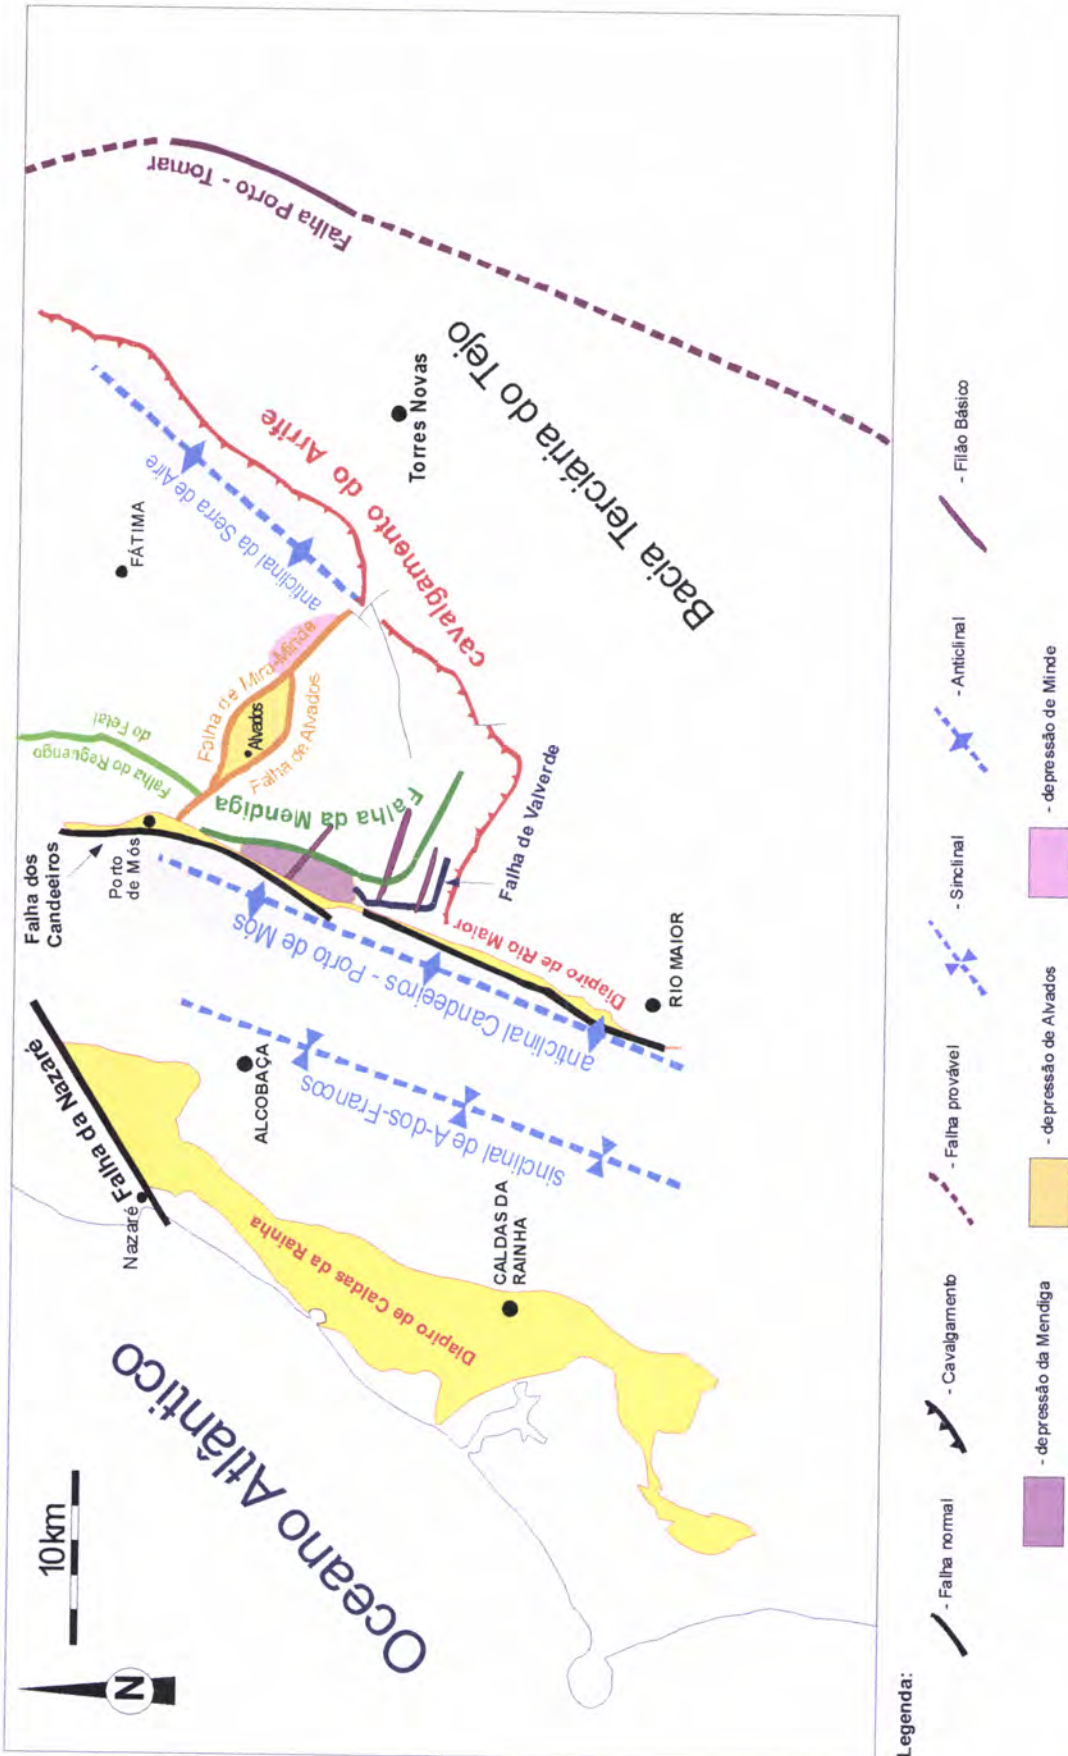 N
10km
Oceano Atlântico
Nazaré
Falha da Nazaré
ALCOBAÇA
CALDAS DA
RAINHA
Diapiro de Caldas da Rainha
sinclinal de A-dos-Francos
Falha dos
Candeeiros
Porto
de Mós
anticlinal Candeeiros - Porto de Mós
Diapiro de Rio Maior
RIO MAIOR
Falha do Reguengo
do Fetal
Falha da Mendiga
Falha de Valverde
Falha de Mira-Minde
Alvados
Falha de Alvados
FÁTIMA
anticlinal da Serra de Aire
cavalgamento do Arrife
Torres Novas
Bacia Terciária do Tejo
Falha Porto - Tomar
Legenda:
- Falha normal
- Cavalgamento
- Falha provável
- Sinclinal
- Anticlinal
- Filão Básico
- depressão da Mendiga
- depressão de Alvados
- depressão de Minde